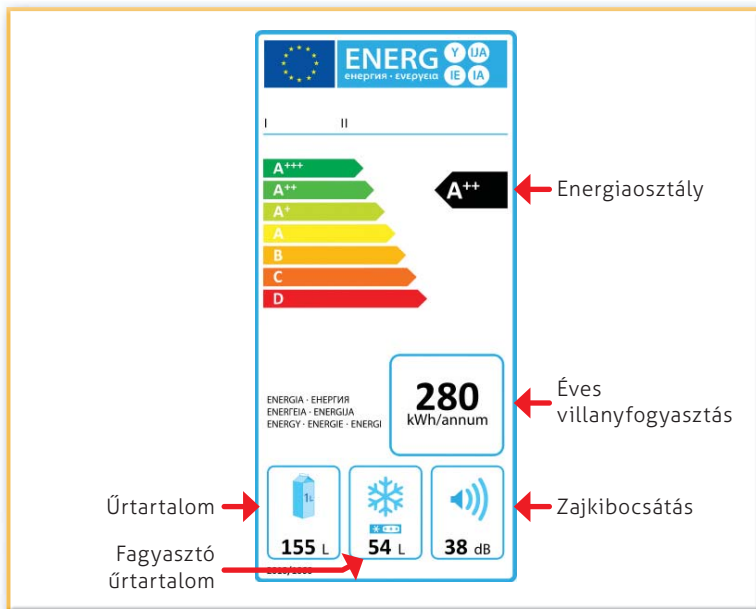 ENERG Y IJA IE IA
енергия · ενεργεια
I II
A+++
A++
A+
A
B
C
D
A++
Energiaosztály
ENERGIA · ЕНЕРГИЯ
ΕΝΕΡΓΕΙΑ · ENERGIJA
ENERGY · ENERGIE · ENERGI
280
kWh/annum
Éves
villanyfogyasztás
Űrtartalom
1L
155 L
Fagyasztó
űrtartalom
54 L
38 dB
Zajkibocsátás